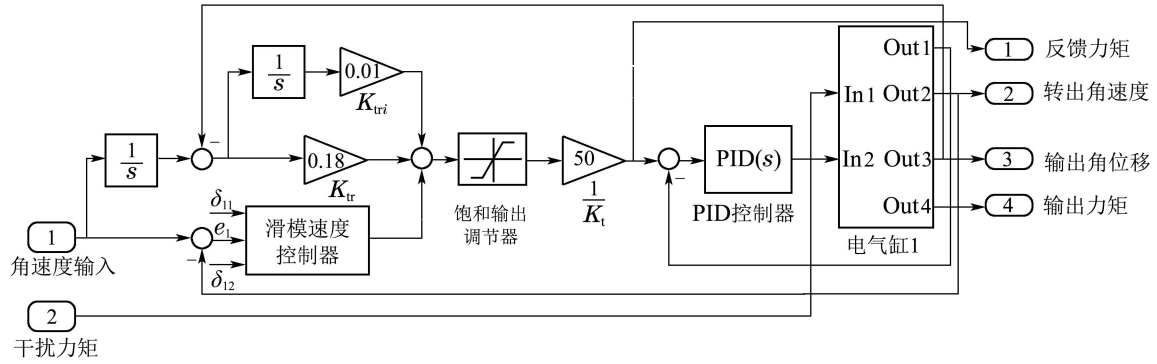 Out1
1
反馈力矩
1/s
0.01
K_tri
In1
Out2
2
转出角速度
−
1/s
0.18
K_tr
50
1/K_t
−
PID(s)
PID控制器
In2
Out3
3
输出角位移
Out4
4
输出力矩
电气缸1
饱和输出
调节器
1
角速度输入
−
δ₁₁
e₁
δ₁₂
滑模速度
控制器
2
干扰力矩